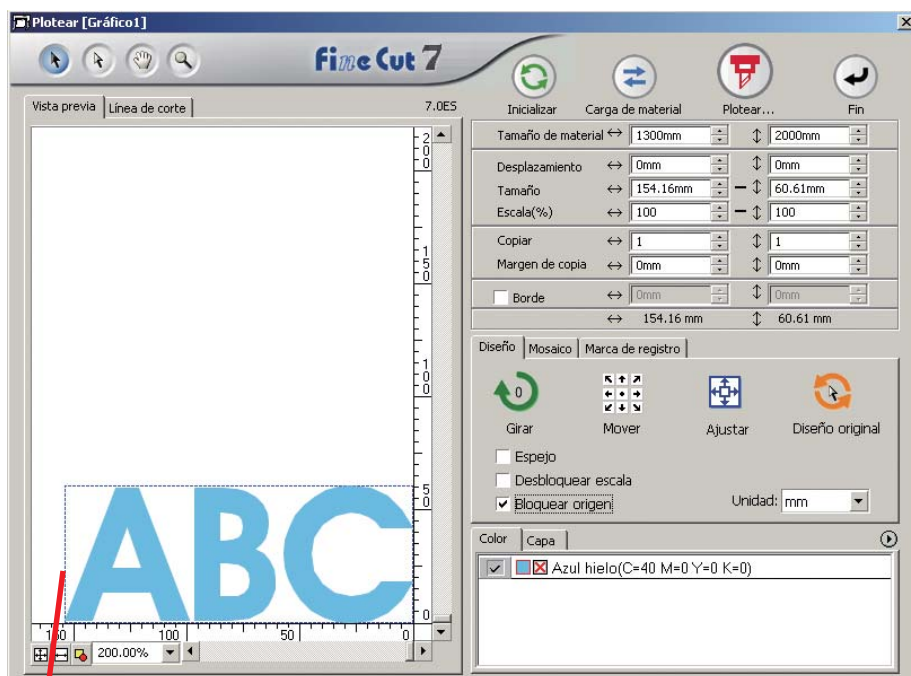 Plotear [Gráfico1]
FineCut 7
Inicializar Carga de material Plotear... Fin
Vista previa Línea de corte 7.0ES
Tamaño de material 1300mm 2000mm
Desplazamiento 0mm 0mm
Tamaño 154.16mm 60.61mm
Escala(%) 100 100
Copiar 1 1
Margen de copia 0mm 0mm
Borde 0mm 0mm
154.16 mm 60.61 mm
Diseño Mosaico Marca de registro
0
Girar Mover Ajustar Diseño original
Espejo
Desbloquear escala
Bloquear origen Unidad: mm
Color Capa
Azul hielo(C=40 M=0 Y=0 K=0)
200
150
100
50
0
ABC
150 100 50 0
200.00%